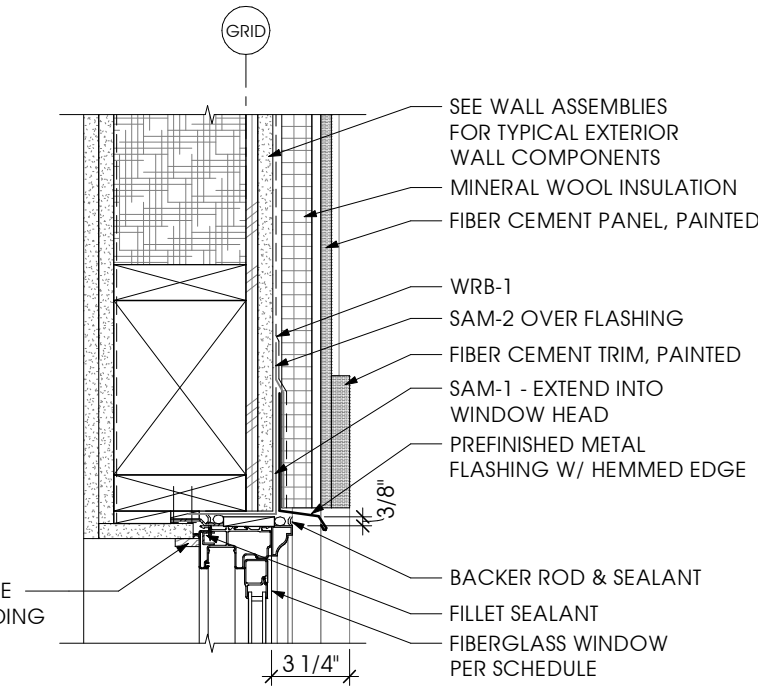 GRID
SEE WALL ASSEMBLIES
FOR TYPICAL EXTERIOR
WALL COMPONENTS
MINERAL WOOL INSULATION
FIBER CEMENT PANEL, PAINTED
WRB-1
SAM-2 OVER FLASHING
FIBER CEMENT TRIM, PAINTED
SAM-1 - EXTEND INTO
WINDOW HEAD
PREFINISHED METAL
FLASHING W/ HEMMED EDGE
3/8"
BACKER ROD & SEALANT
FILLET SEALANT
FIBERGLASS WINDOW
PER SCHEDULE
3 1/4"